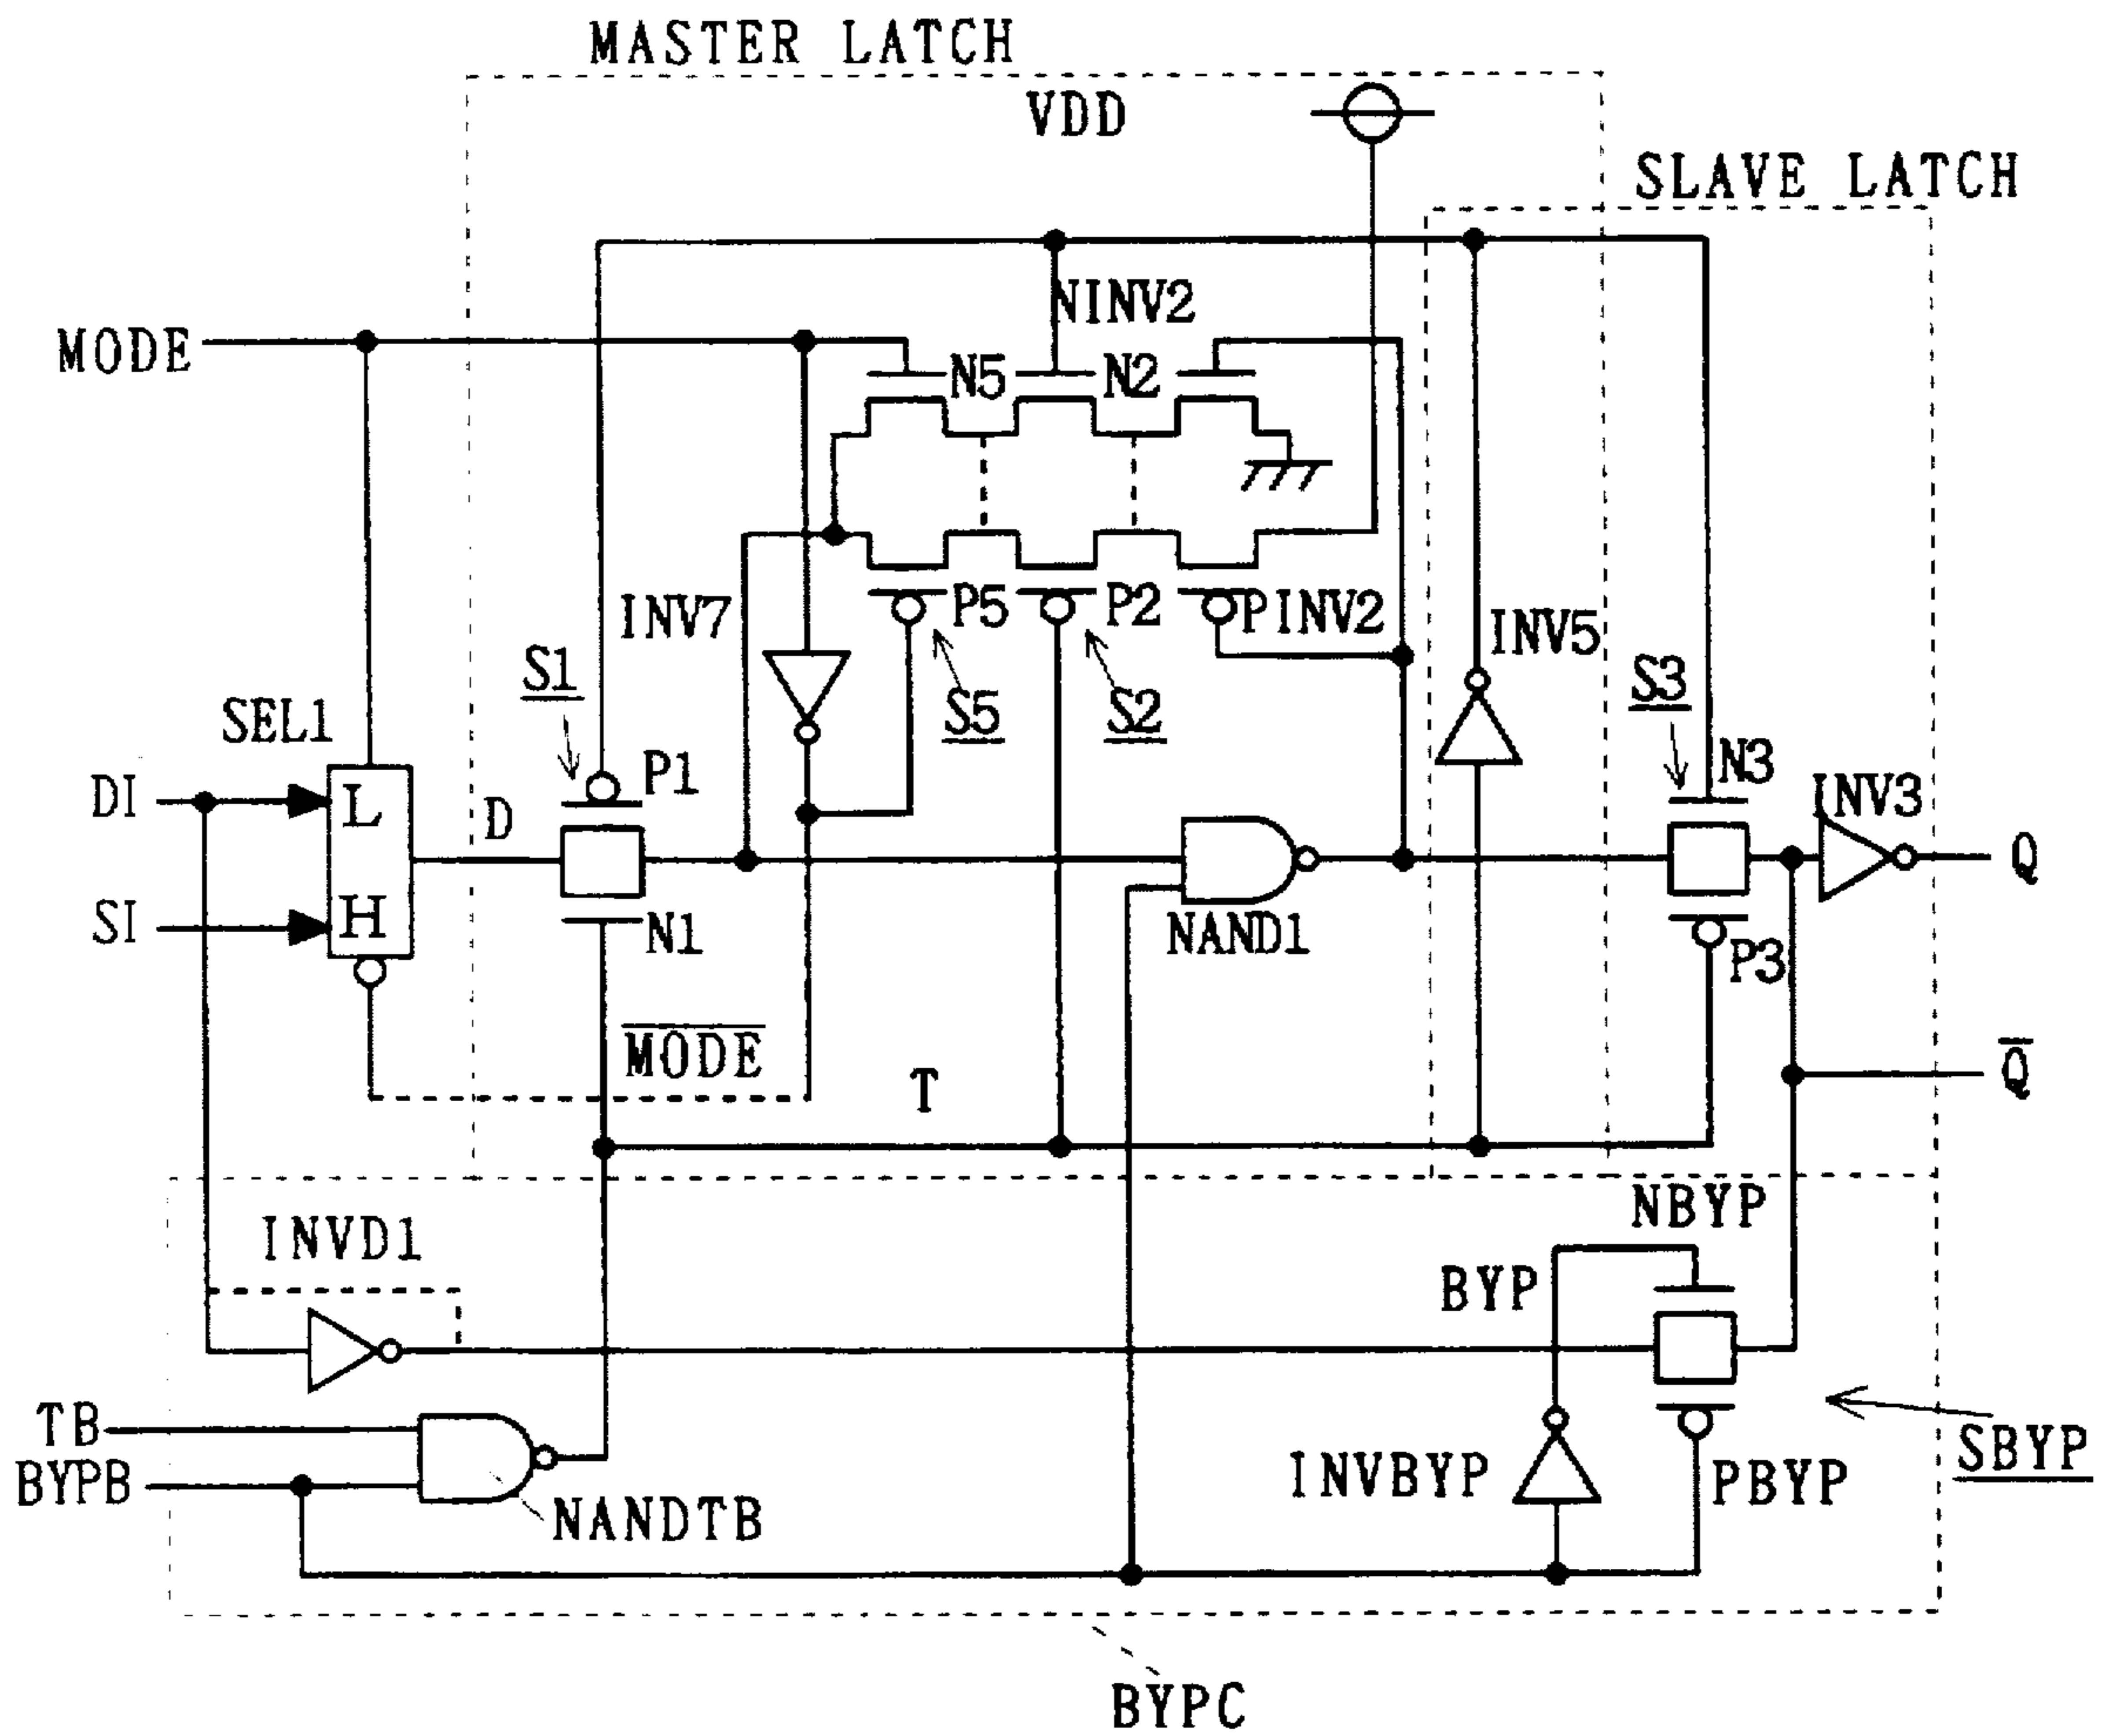 MASTER LATCH
VDD
SLAVE LATCH
NINV2
MODE
N5
N2
INV7
P5
P2
PINV2
INV5
S1
S5
S2
S3
SEL1
P1
N3
INV3
DI
L
D
Q
SI
H
N1
NAND1
P3
M̅O̅D̅E̅
T
Q̅
INVD1
NBYP
BYP
TB
BYPB
NANDTB
INVBYP
PBYP
SBYP
BYPC